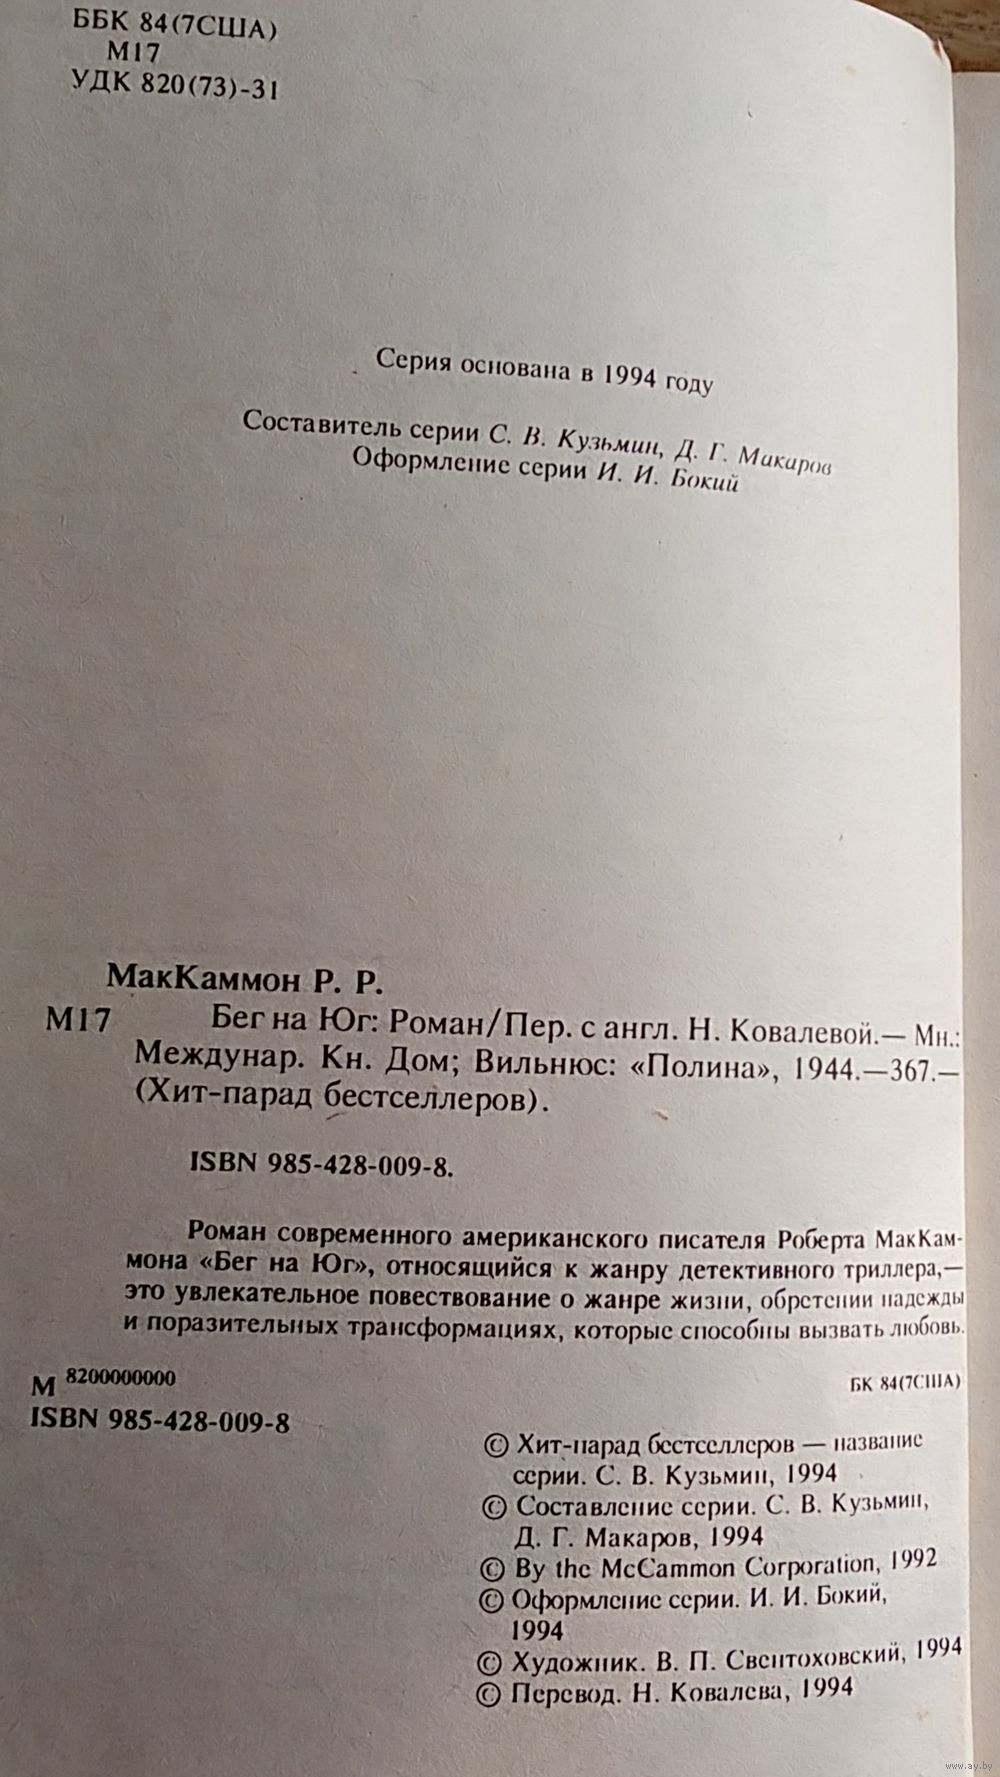 ББК 84(7США)
М17
УДК 820(73)-31
Серия основана в 1994 году
Составитель серии С. В. Кузьмин, Д. Г. Макаров
Оформление серии И. И. Бокий
МакКаммон Р. Р.
М17 Бег на Юг: Роман/Пер. с англ. Н. Ковалевой.— Мн.:
Междунар. Кн. Дом; Вильнюс: «Полина», 1944.—367.—
(Хит-парад бестселлеров).
ISBN 985-428-009-8.
Роман современного американского писателя Роберта МакКам-
мона «Бег на Юг», относящийся к жанру детективного триллера,—
это увлекательное повествование о жанре жизни, обретении надежды
и поразительных трансформациях, которые способны вызвать любовь.
М 8200000000
БК 84(7США)
ISBN 985-428-009-8
© Хит-парад бестселлеров — название
серии. С. В. Кузьмин, 1994
© Составление серии. С. В. Кузьмин,
Д. Г. Макаров, 1994
© By the McCammon Corporation, 1992
© Оформление серии. И. И. Бокий,
1994
© Художник. В. П. Свентоховский, 1994
© Перевод. Н. Ковалева, 1994
www.ay.by